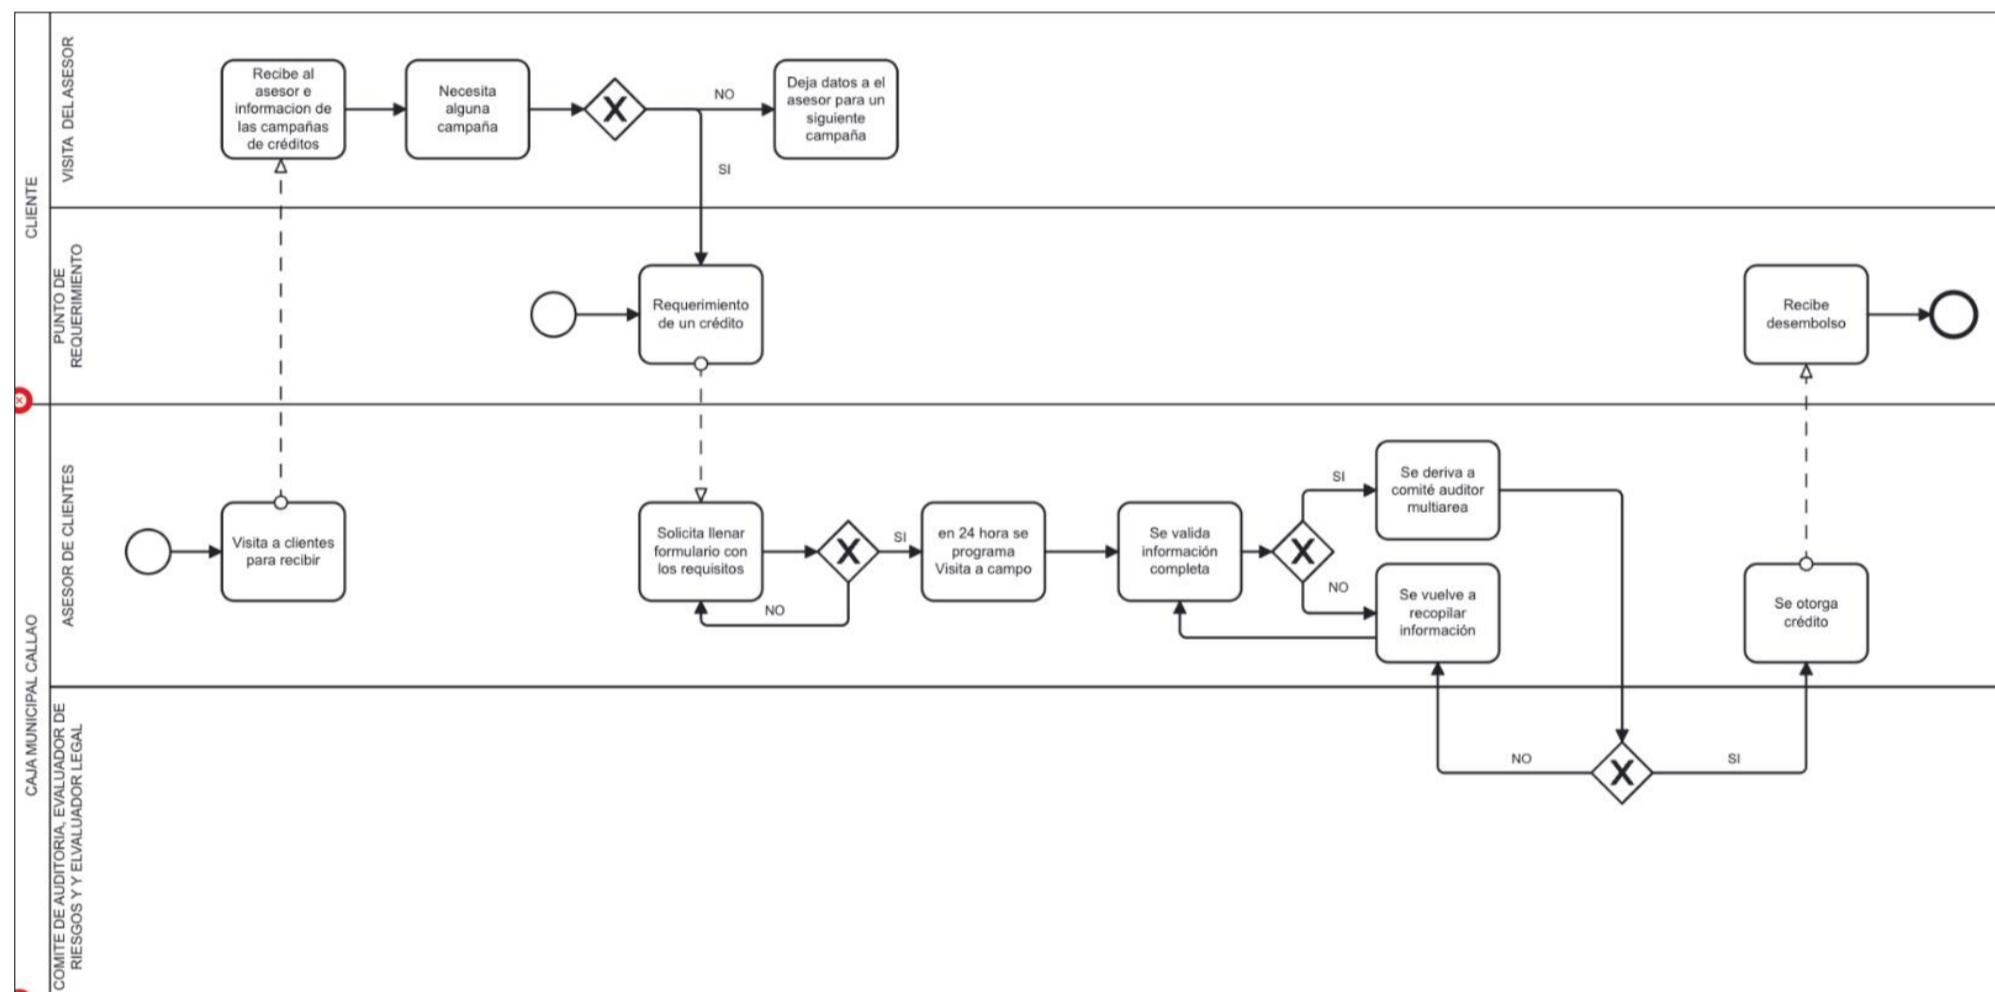 CLIENTE
VISITA DEL ASESOR
Recibe al
asesor e
informacion de
las campañas
de créditos
Necesita
alguna
campaña
X
NO
SI
Deja datos a el
asesor para un
siguiente
campaña
PUNTO DE
REQUERIMIENTO
Requerimiento
de un crédito
Recibe
desembolso
CAJA MUNICIPAL CALLAO
ASESOR DE CLIENTES
Visita a clientes
para recibir
Solicita llenar
formulario con
los requisitos
X
SI
NO
en 24 hora se
programa
Visita a campo
Se valida
información
completa
X
SI
NO
Se deriva a
comité auditor
multiarea
Se vuelve a
recopilar
información
Se otorga
crédito
COMITE DE AUDITORIA, EVALUADOR DE
RIESGOS Y Y ELVALUADOR LEGAL
NO
X
SI